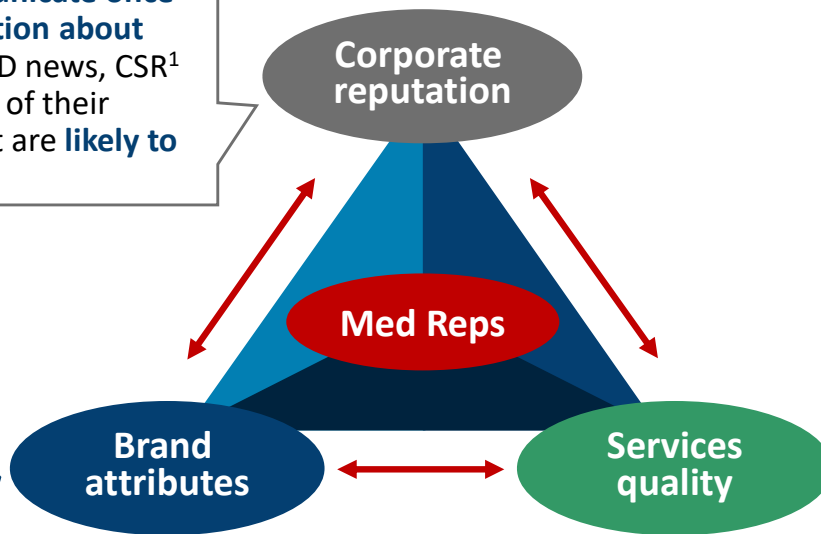 tion about
D news, CSR1
of their
t are likely to
Corporate
reputation
Med Reps
Brand
attributes
Services
quality